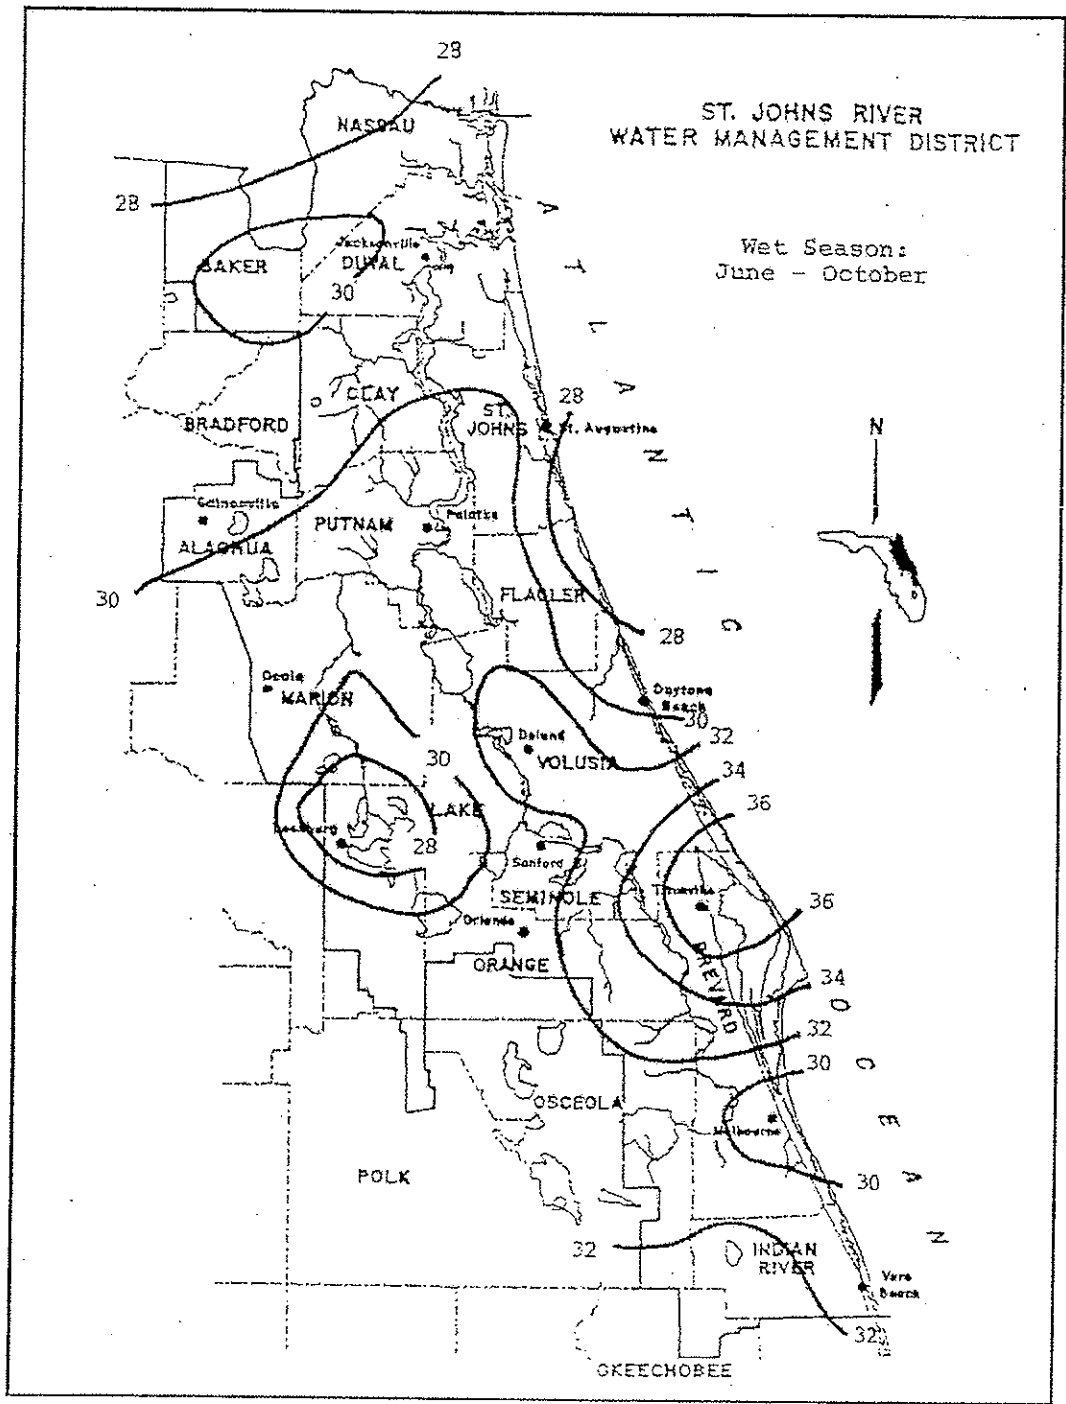 28
ST. JOHNS RIVER
WATER MANAGEMENT DISTRICT
NASSAU
28
Wet Season:
June - October
Jacksonville
BAKER
DUVAL
30
CLAY
28
ST.
JOHNS
St. Augustine
BRADFORD
N
Gainesville
PUTNAM
Palatka
ALACHUA
30
FLAGLER
28
Ocala
MARION
Daytona
Beach
30
32
30
Deland
VOLUSIA
34
36
LAKE
Leesburg
28
Sanford
Titusville
SEMINOLE
36
Orlando
ORANGE
BREVARD
34
32
30
OSCEOLA
Melbourne
POLK
30
32
INDIAN
RIVER
Vero
Beach
32
OKEECHOBEE
ATLANTIC
OCEAN